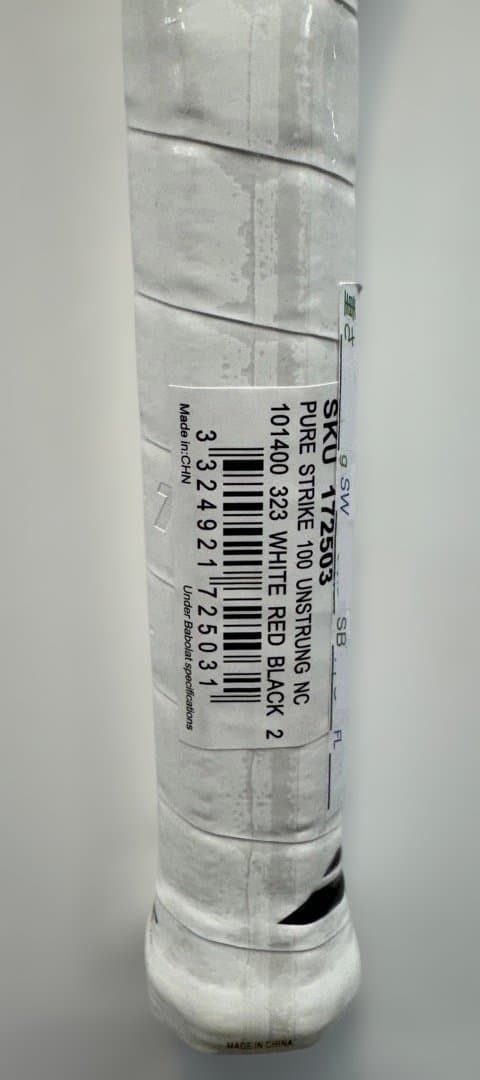 SKU 172503
PURE STRIKE 100 UNSTRUNG NC
101400 323 WHITE RED BLACK 2
3 324921 725031
Made in:CHN
Under Babolat specifications
g SW
SB
FL
MADE IN CHINA